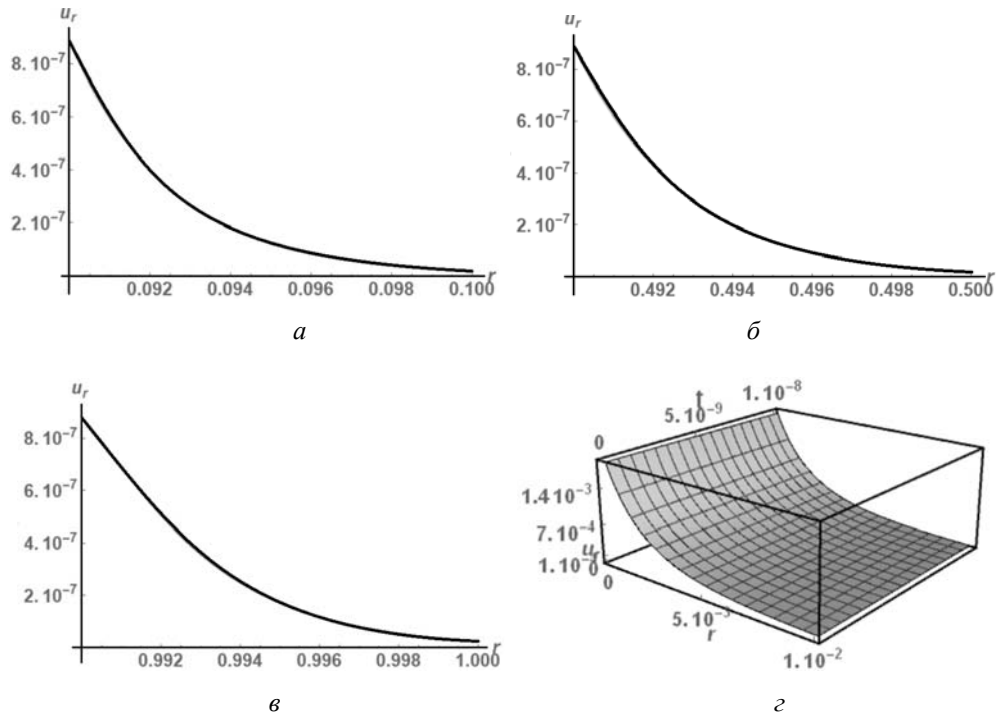 u_r
8.10⁻⁷
6.10⁻⁷
4.10⁻⁷
2.10⁻⁷
0.092 0.094 0.096 0.098 0.100 r
а
u_r
8.10⁻⁷
6.10⁻⁷
4.10⁻⁷
2.10⁻⁷
0.492 0.494 0.496 0.498 0.500 r
б
u_r
8.10⁻⁷
6.10⁻⁷
4.10⁻⁷
2.10⁻⁷
0.992 0.994 0.996 0.998 1.000 r
в
t
0 5.10⁻⁹ 1.10⁻⁸
1.4 10⁻³
7.10⁻⁴
u_r
0
5.10⁻³
r
1.10⁻²
г